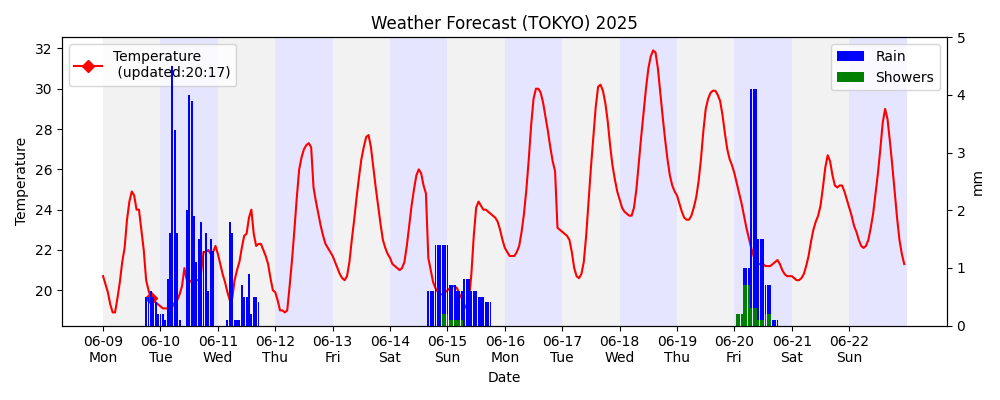 Weather Forecast (TOKYO) 2025
Temperature
(updated:20:17)
Rain
Showers
Temperature
32
30
28
26
24
22
20
5
4
3
2
1
0
mm
06-09 06-10 06-11 06-12 06-13 06-14 06-15 06-16 06-17 06-18 06-19 06-20 06-21 06-22
Mon Tue Wed Thu Fri Sat Sun Mon Tue Wed Thu Fri Sat Sun
Date